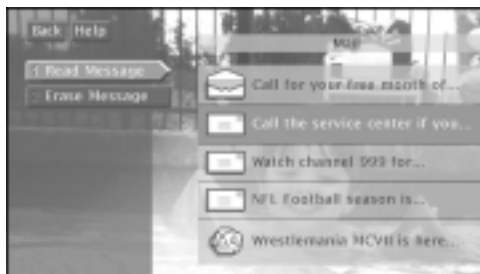 Back Help
Read Message
Erase Message
Call for your free month of...
Call the service center if you...
Watch channel 999 for...
NFL Football season is...
Wrestlemania MCVII is here...